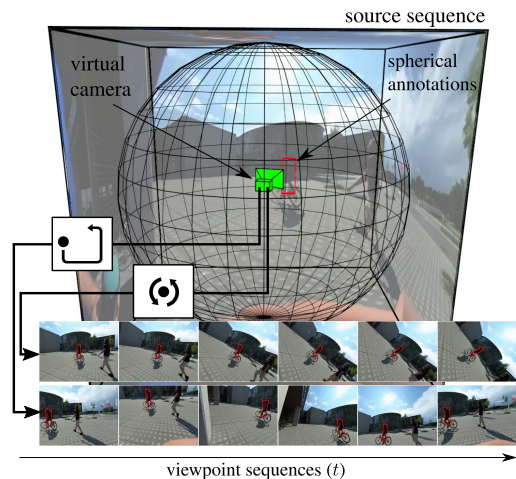 source sequence
virtual
camera
spherical
annotations
viewpoint sequences (t)